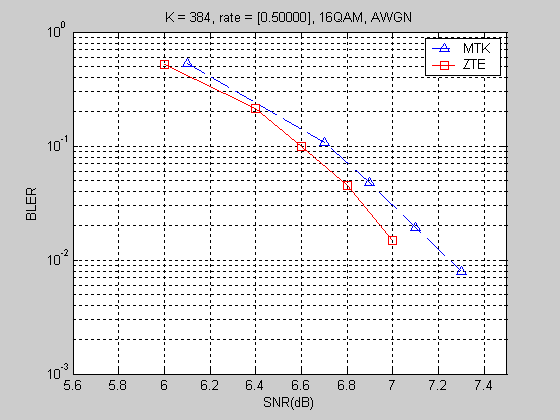 K = 384, rate = [0.50000], 16QAM, AWGN
10^0
MTK
ZTE
10^-1
BLER
10^-2
10^-3
5.6 5.8 6 6.2 6.4 6.6 6.8 7 7.2 7.4
SNR(dB)